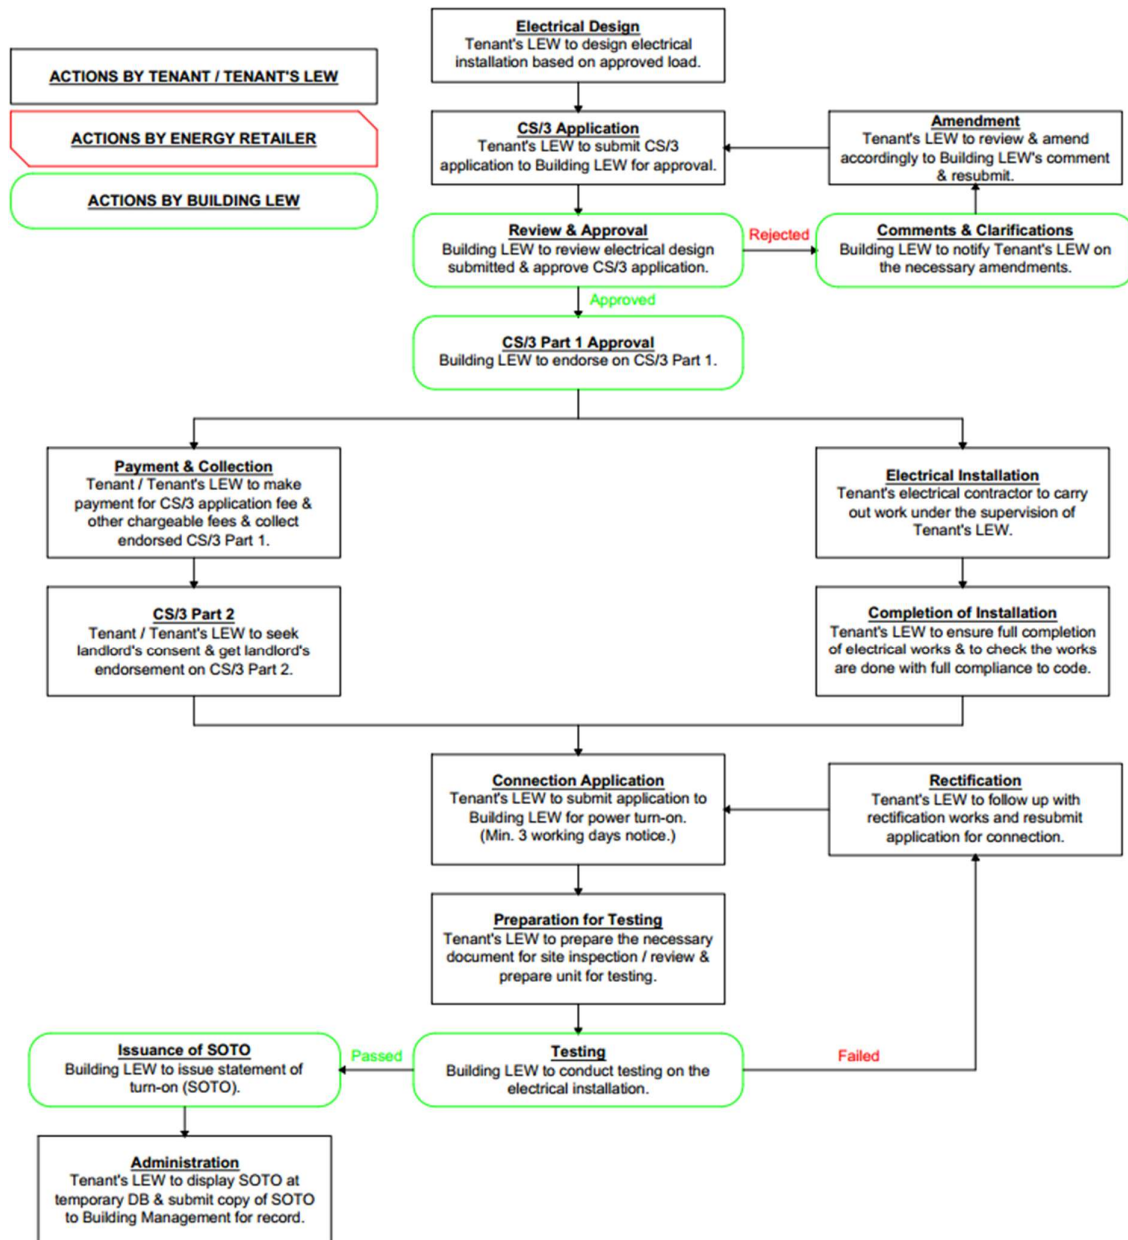 ACTIONS BY TENANT / TENANT'S LEW
ACTIONS BY ENERGY RETAILER
ACTIONS BY BUILDING LEW
Electrical Design
Tenant's LEW to design electrical
installation based on approved load.
CS/3 Application
Tenant's LEW to submit CS/3
application to Building LEW for approval.
Amendment
Tenant's LEW to review & amend
accordingly to Building LEW's comment
& resubmit.
Review & Approval
Building LEW to review electrical design
submitted & approve CS/3 application.
Rejected
Comments & Clarifications
Building LEW to notify Tenant's LEW on
the necessary amendments.
Approved
CS/3 Part 1 Approval
Building LEW to endorse on CS/3 Part 1.
Payment & Collection
Tenant / Tenant's LEW to make
payment for CS/3 application fee &
other chargeable fees & collect
endorsed CS/3 Part 1.
Electrical Installation
Tenant's electrical contractor to carry
out work under the supervision of
Tenant's LEW.
CS/3 Part 2
Tenant / Tenant's LEW to seek
landlord's consent & get landlord's
endorsement on CS/3 Part 2.
Completion of Installation
Tenant's LEW to ensure full completion
of electrical works & to check the works
are done with full compliance to code.
Connection Application
Tenant's LEW to submit application to
Building LEW for power turn-on.
(Min. 3 working days notice.)
Rectification
Tenant's LEW to follow up with
rectification works and resubmit
application for connection.
Preparation for Testing
Tenant's LEW to prepare the necessary
document for site inspection / review &
prepare unit for testing.
Issuance of SOTO
Building LEW to issue statement of
turn-on (SOTO).
Passed
Testing
Building LEW to conduct testing on the
electrical installation.
Failed
Administration
Tenant's LEW to display SOTO at
temporary DB & submit copy of SOTO
to Building Management for record.